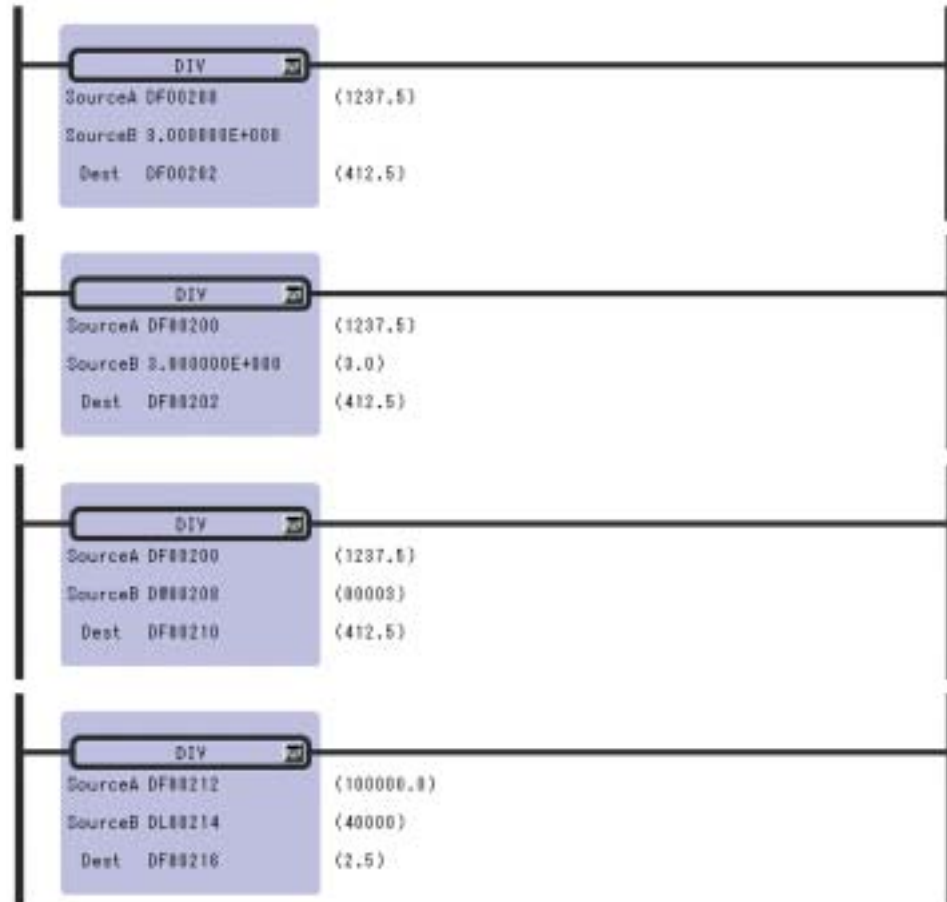 DIV
SourceA DF00200 (1237.5)
SourceB 3.000000E+000
Dest DF00202 (412.5)
DIV
SourceA DF00200 (1237.5)
SourceB 3.000000E+000 (3.0)
Dest DF00202 (412.5)
DIV
SourceA DF00200 (1237.5)
SourceB DW00208 (00003)
Dest DF00210 (412.5)
DIV
SourceA DF00212 (100000.0)
SourceB DL00214 (40000)
Dest DF00216 (2.5)